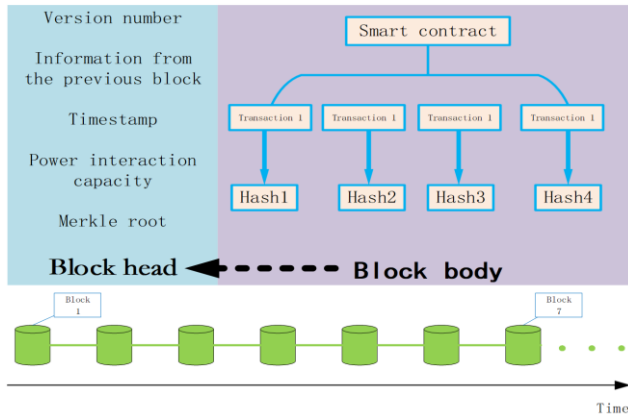 Version number
Information from
the previous block
Timestamp
Power interaction
capacity
Merkle root
Block head
Smart contract
Transaction 1
Transaction 1
Transaction 1
Transaction 1
Hash1
Hash2
Hash3
Hash4
Block body
Block
1
Block
7
Time